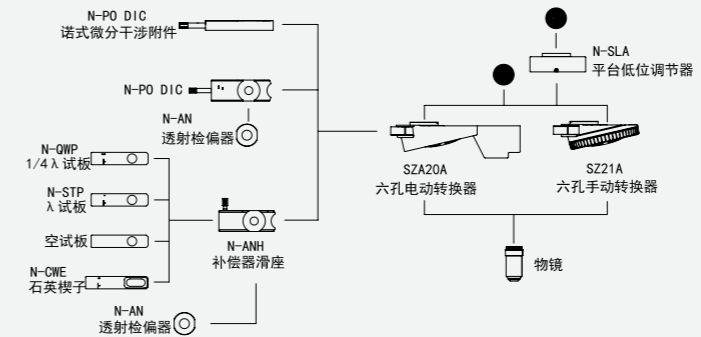 N-PO DIC
诺式微分干涉附件
N-SLA
平台低位调节器
N-PO DIC
N-AN
透射检偏器
N-QWP
1/4λ试板
N-STP
λ试板
空试板
N-CWE
石英楔子
N-ANH
补偿器滑座
N-AN
透射检偏器
SZA20A
六孔电动转换器
SZ21A
六孔手动转换器
物镜